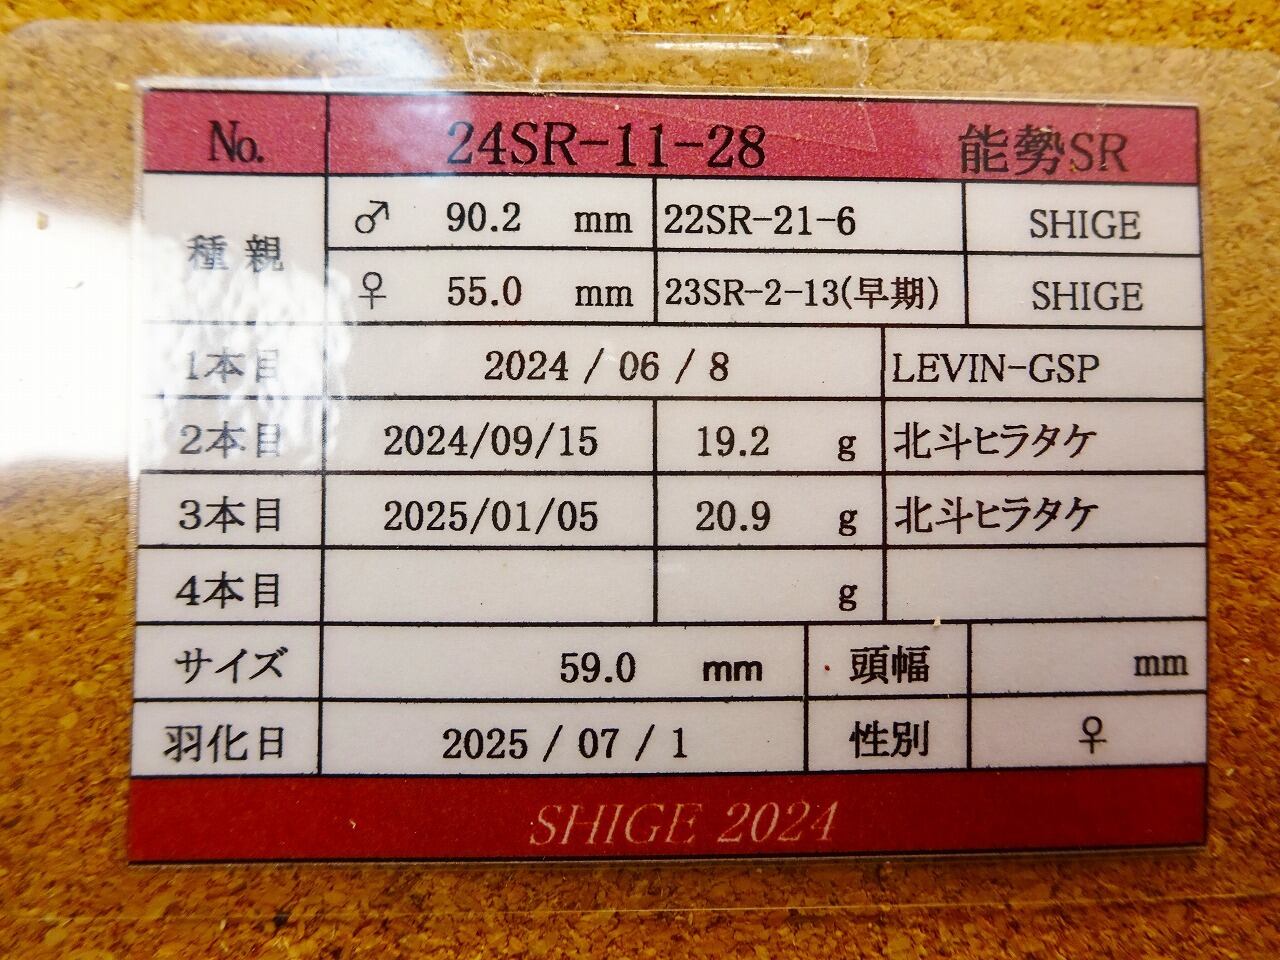 No. 24SR-11-28 能勢SR
種親 ♂ 90.2 mm 22SR-21-6 SHIGE
♀ 55.0 mm 23SR-2-13(早期) SHIGE
1本目 2024 / 06 / 8 LEVIN-GSP
2本目 2024/09/15 19.2 g 北斗ヒラタケ
3本目 2025/01/05 20.9 g 北斗ヒラタケ
4本目 g
サイズ 59.0 mm 頭幅 mm
羽化日 2025 / 07 / 1 性別 ♀
SHIGE 2024